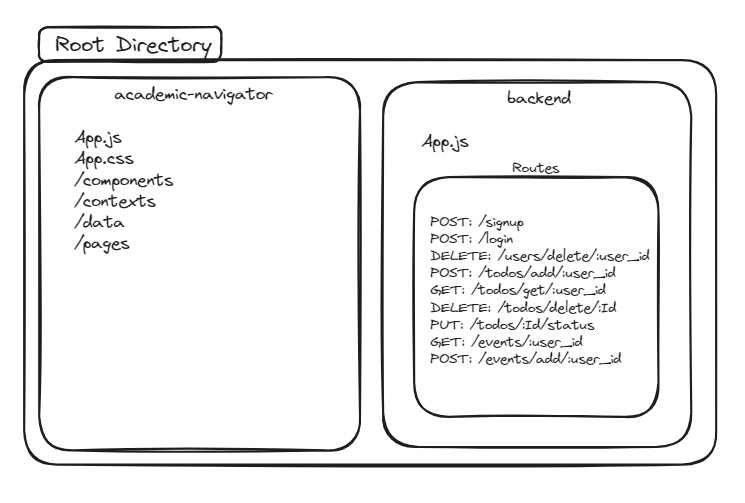 Root Directory
academic-navigator
App.js
App.css
/components
/contexts
/data
/pages
backend
App.js
Routes
POST: /signup
POST: /login
DELETE: /users/delete/:user_id
POST: /todos/add/:user_id
GET: /todos/get/:user_id
DELETE: /todos/delete/:Id
PUT: /todos/:Id/status
GET: /events/:user_id
POST: /events/add/:user_id